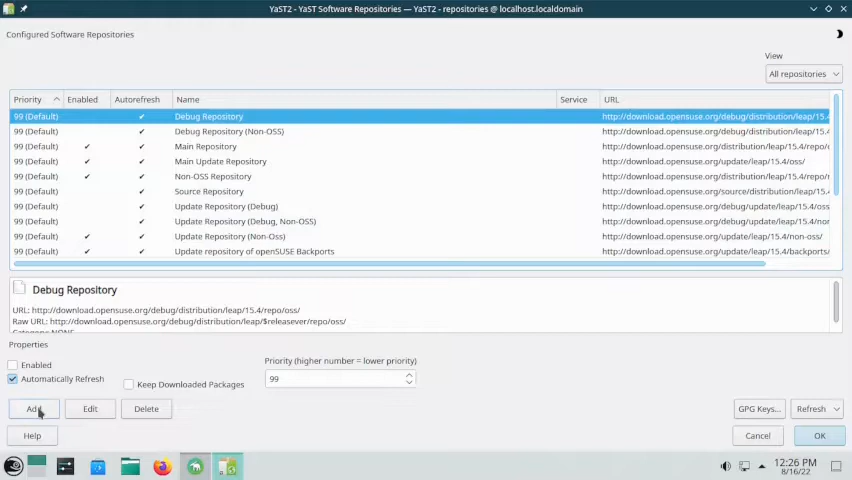 YaST2 - YaST Software Repositories — YaST2 - repositories @ localhost.localdomain
Configured Software Repositories
View
All repositories
Priority Enabled Autorefresh Name Service URL
99 (Default) ✔ Debug Repository http://download.opensuse.org/debug/distribution/leap/15.4
99 (Default) ✔ Debug Repository (Non-OSS) http://download.opensuse.org/debug/distribution/leap/15.4
99 (Default) ✔ ✔ Main Repository http://download.opensuse.org/distribution/leap/15.4/repo/o
99 (Default) ✔ ✔ Main Update Repository http://download.opensuse.org/update/leap/15.4/oss/
99 (Default) ✔ ✔ Non-OSS Repository http://download.opensuse.org/distribution/leap/15.4/repo/n
99 (Default) ✔ Source Repository http://download.opensuse.org/source/distribution/leap/15.4
99 (Default) ✔ Update Repository (Debug) http://download.opensuse.org/debug/update/leap/15.4/oss
99 (Default) ✔ Update Repository (Debug, Non-OSS) http://download.opensuse.org/debug/update/leap/15.4/non
99 (Default) ✔ ✔ Update Repository (Non-Oss) http://download.opensuse.org/update/leap/15.4/non-oss/
99 (Default) ✔ ✔ Update repository of openSUSE Backports http://download.opensuse.org/update/leap/15.4/backports/
Debug Repository
URL: http://download.opensuse.org/debug/distribution/leap/15.4/repo/oss/
Raw URL: http://download.opensuse.org/debug/distribution/leap/$releasever/repo/oss/
Category: NONE
Properties
Enabled
Automatically Refresh
Keep Downloaded Packages
Priority (higher number = lower priority)
99
Add Edit Delete GPG Keys... Refresh
Help Cancel OK
12:26 PM
8/16/22